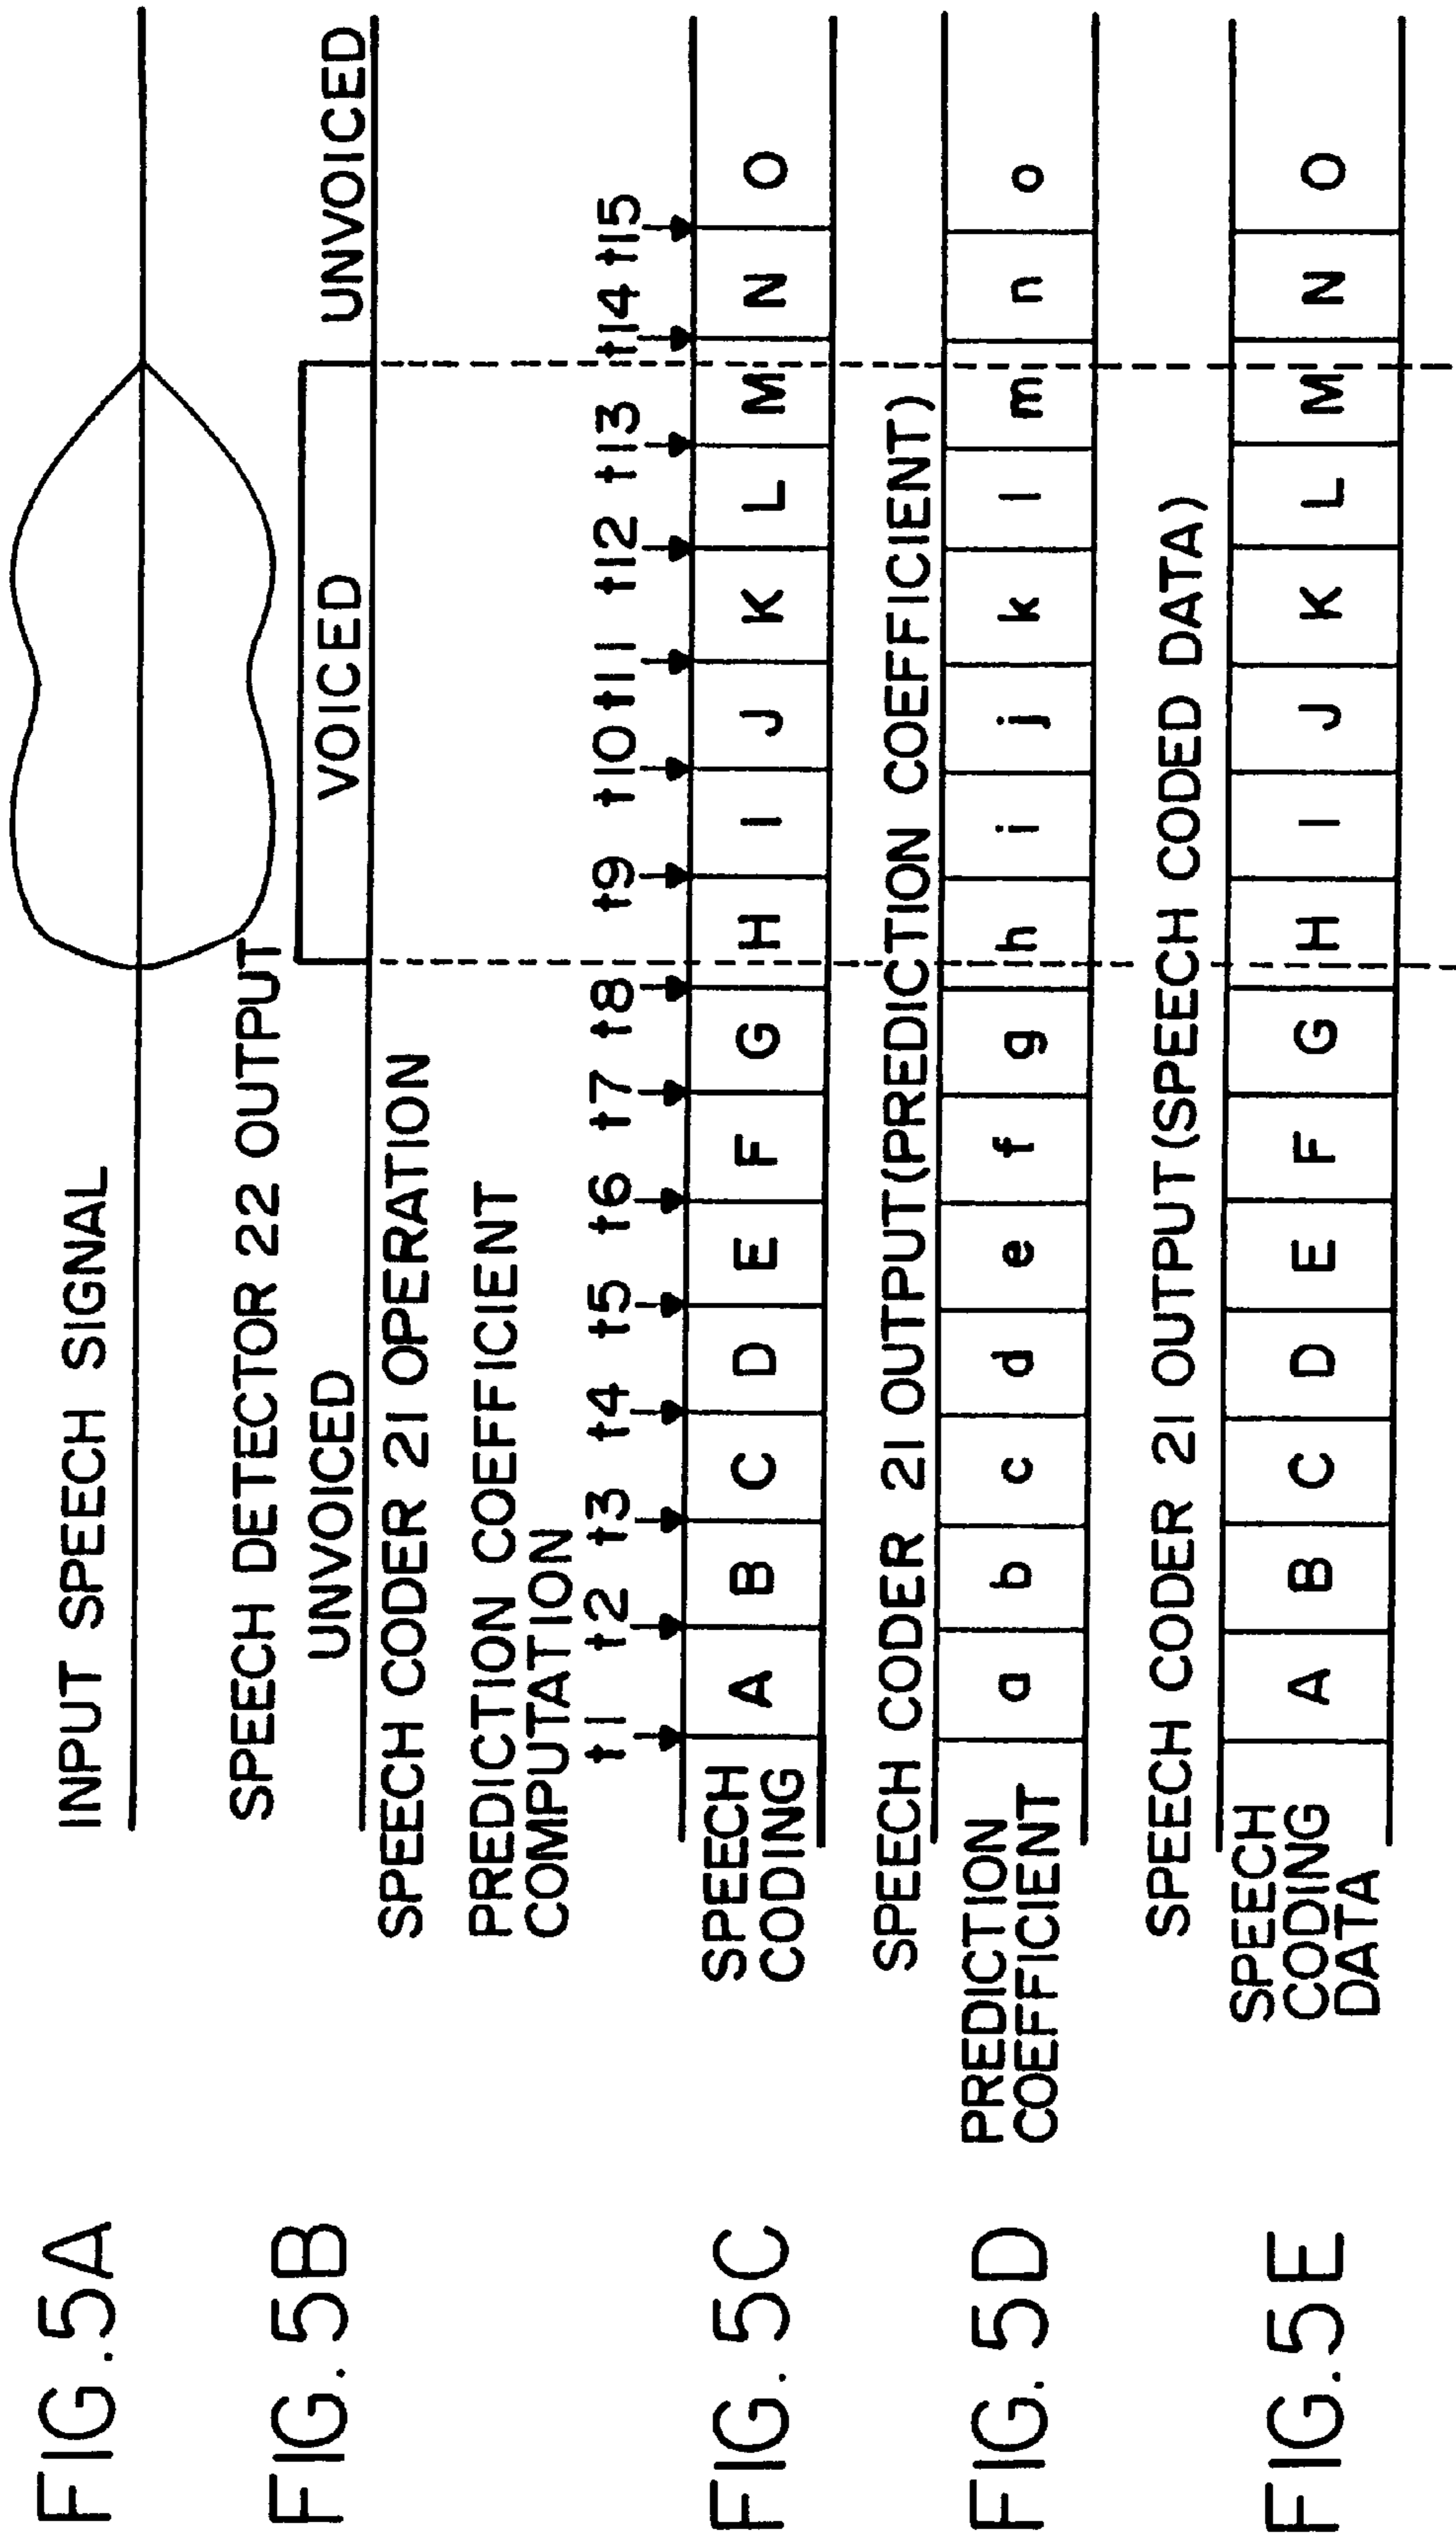 FIG.5A
INPUT SPEECH SIGNAL
FIG.5B
SPEECH DETECTOR 22 OUTPUT
UNVOICED VOICED UNVOICED
SPEECH CODER 21 OPERATION
PREDICTION COEFFICIENT
COMPUTATION
t1 t2 t3 t4 t5 t6 t7 t8 t9 t10 t11 t12 t13 t14 t15
FIG.5C
SPEECH
CODING
A B C D E F G H I J K L M N O
SPEECH CODER 21 OUTPUT(PREDICTION COEFFICIENT)
FIG.5D
PREDICTION
COEFFICIENT
a b c d e f g h i j k l m n o
SPEECH CODER 21 OUTPUT(SPEECH CODED DATA)
FIG.5E
SPEECH
CODING
DATA
A B C D E F G H I J K L M N O